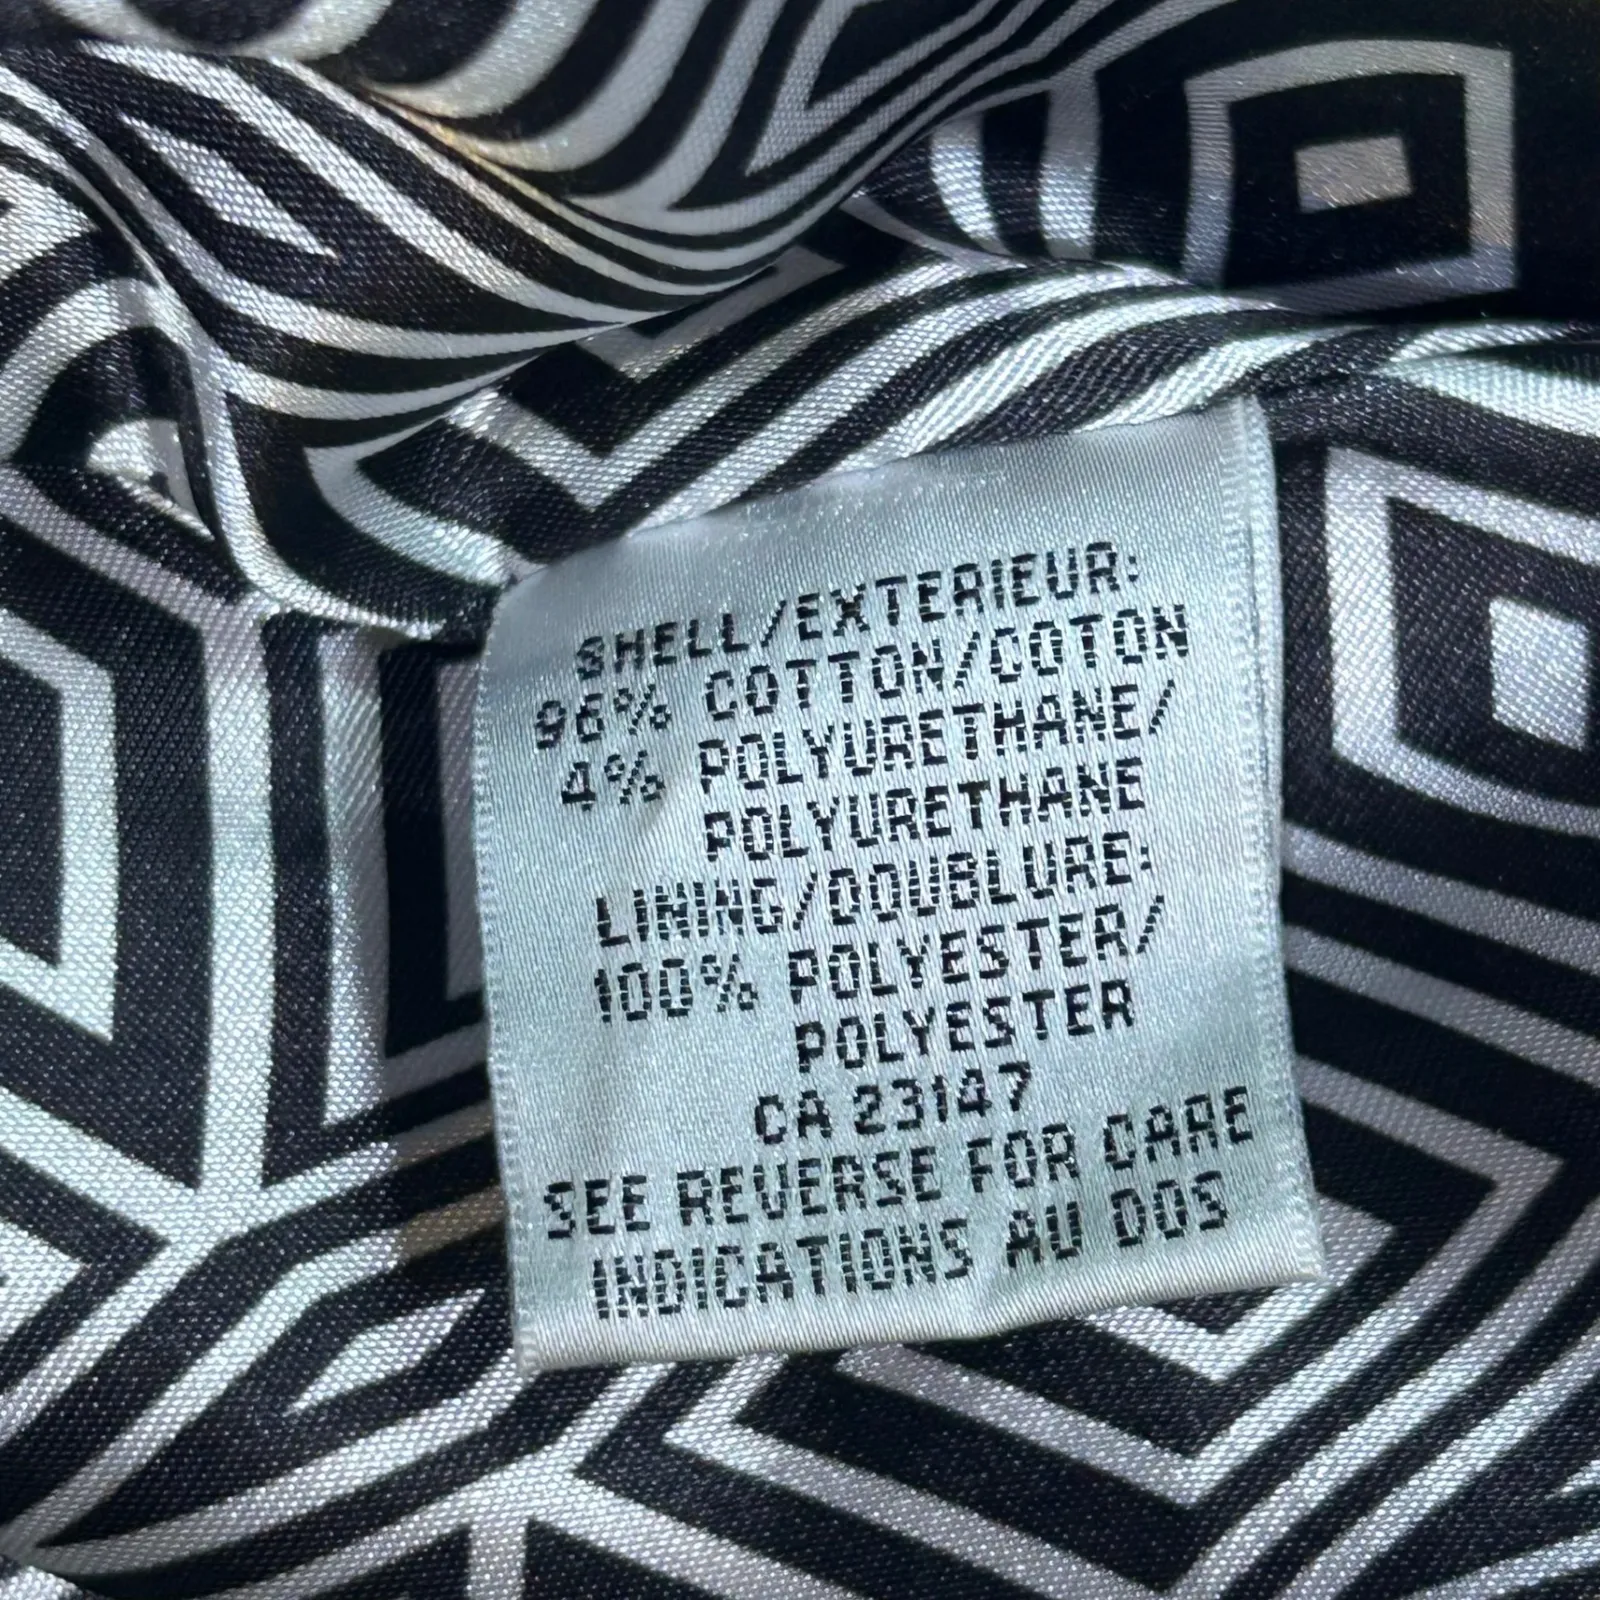 SHELL/EXTERIEUR:
96% COTTON/COTON
4% POLYURETHANE/
POLYURETHANE
LINING/DOUBLURE:
100% POLYESTER/
POLYESTER
CA 23147
SEE REVERSE FOR CARE
INDICATIONS AU DOS